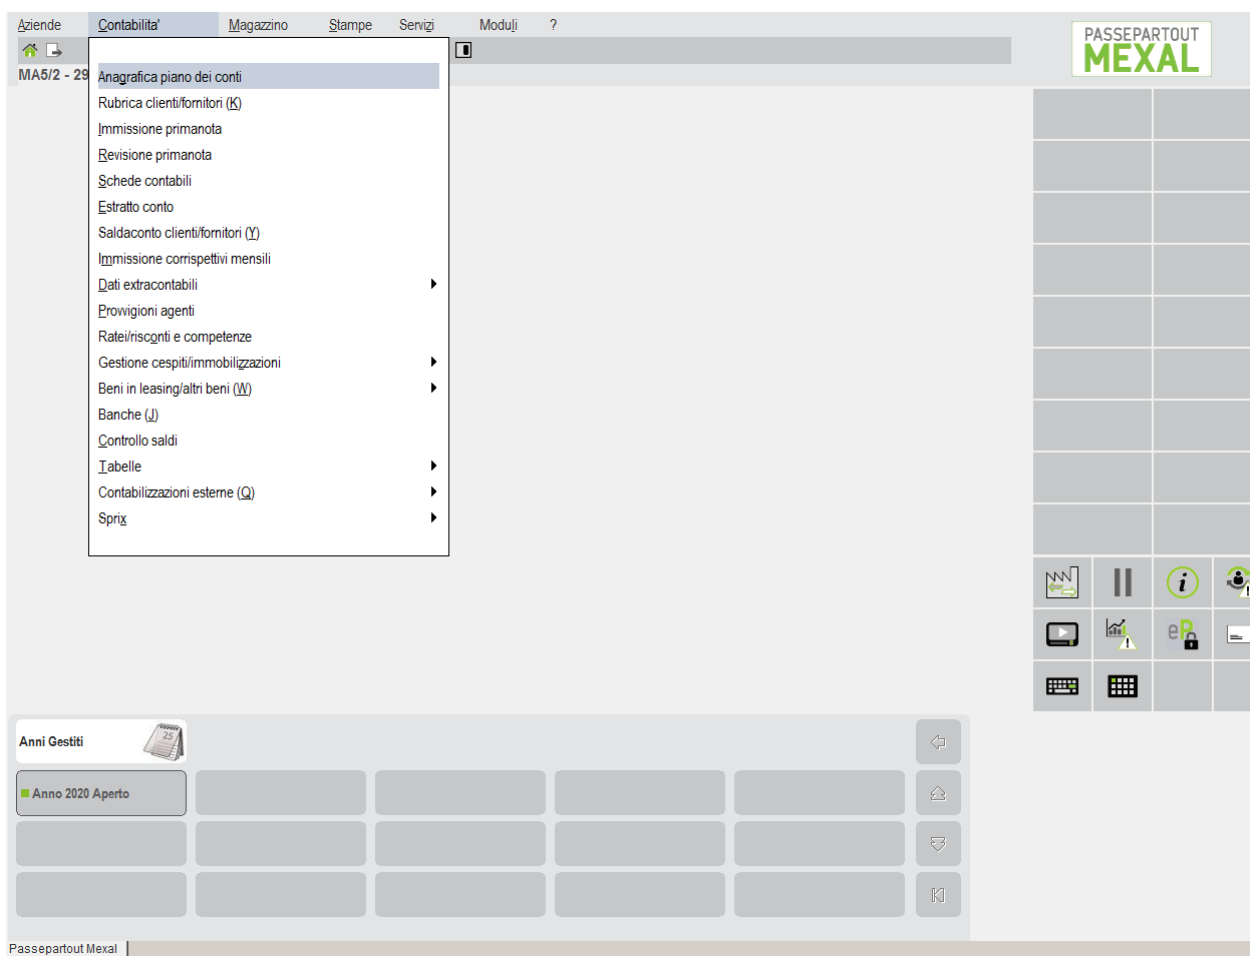 Aziende Contabilita' Magazzino Stampe Servizi Moduli ?
PASSEPARTOUT
MEXAL
MA5/2 - 29
Anagrafica piano dei conti
Rubrica clienti/fornitori (K)
Immissione primanota
Revisione primanota
Schede contabili
Estratto conto
Saldaconto clienti/fornitori (Y)
Immissione corrispettivi mensili
Dati extracontabili
Provvigioni agenti
Ratei/risconti e competenze
Gestione cespiti/immobilizzazioni
Beni in leasing/altri beni (W)
Banche (J)
Controllo saldi
Tabelle
Contabilizzazioni esterne (Q)
Sprix
i
eP
Anni Gestiti
25
Anno 2020 Aperto
Passepartout Mexal